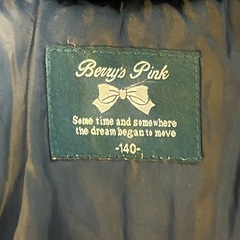 Berry's Pink
Some time and somewhere
the dream began to move
-140-